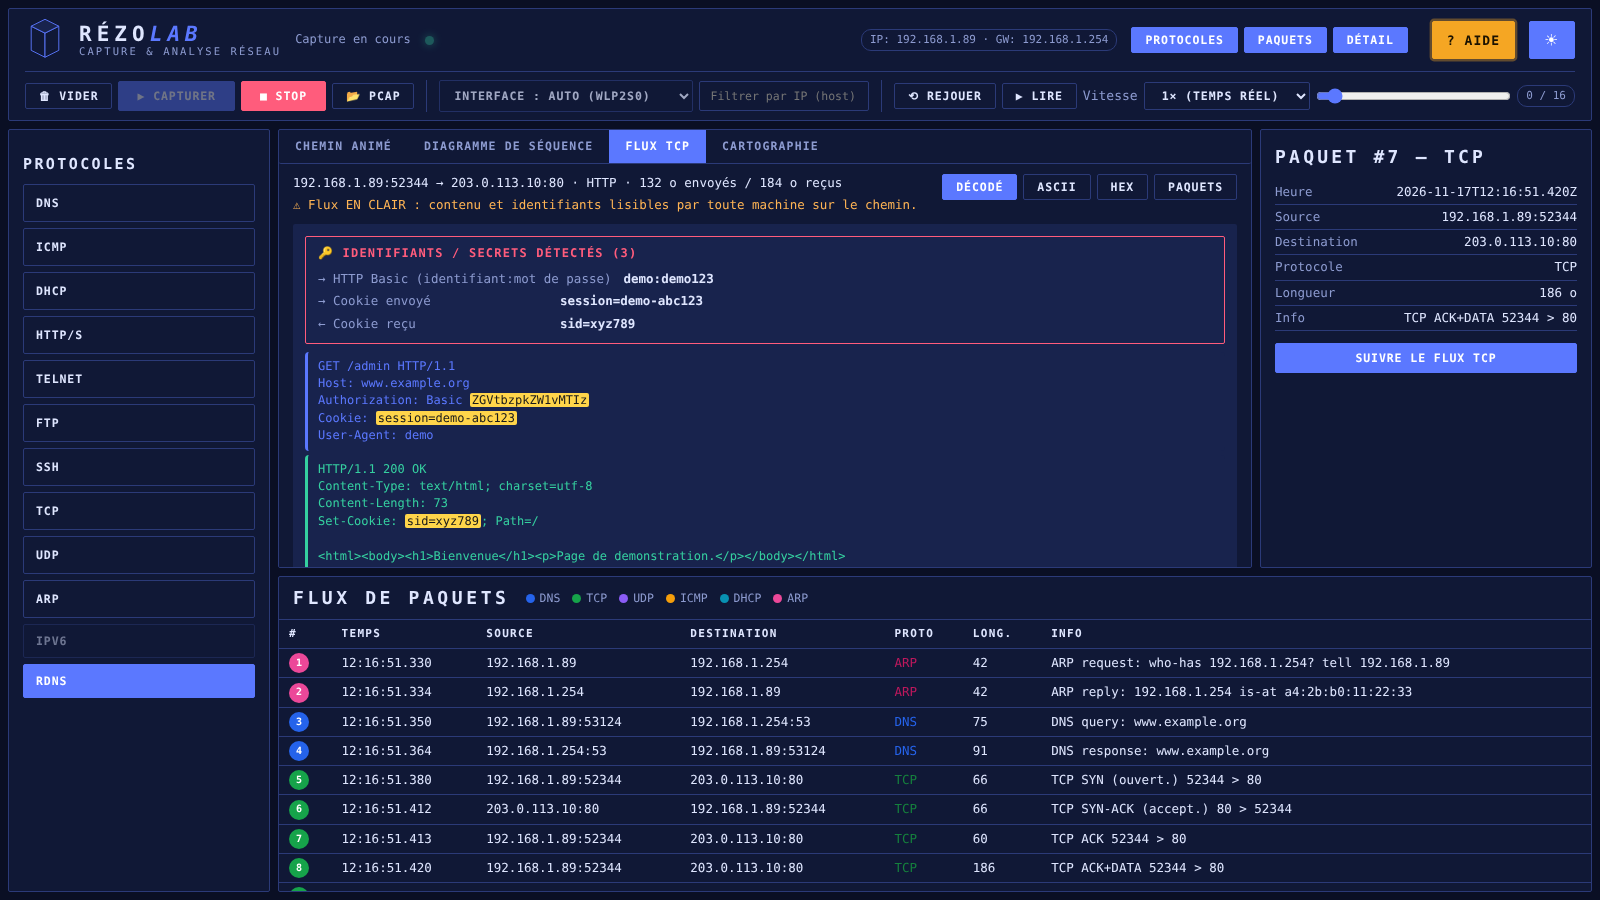 RÉZOLAB
CAPTURE & ANALYSE RÉSEAU
Capture en cours
IP: 192.168.1.89 · GW: 192.168.1.254
PROTOCOLES
PAQUETS
DÉTAIL
? AIDE
VIDER
▶ CAPTURER
■ STOP
PCAP
INTERFACE : AUTO (WLP2S0)
Filtrer par IP (host)
⟲ REJOUER
▶ LIRE
Vitesse
1× (TEMPS RÉEL)
0 / 16
PROTOCOLES
DNS
ICMP
DHCP
HTTP/S
TELNET
FTP
SSH
TCP
UDP
ARP
IPV6
RDNS
CHEMIN ANIMÉ
DIAGRAMME DE SÉQUENCE
FLUX TCP
CARTOGRAPHIE
192.168.1.89:52344 → 203.0.113.10:80 · HTTP · 132 o envoyés / 184 o reçus
⚠ Flux EN CLAIR : contenu et identifiants lisibles par toute machine sur le chemin.
DÉCODÉ
ASCII
HEX
PAQUETS
🔑 IDENTIFIANTS / SECRETS DÉTECTÉS (3)
→ HTTP Basic (identifiant:mot de passe) demo:demo123
→ Cookie envoyé session=demo-abc123
← Cookie reçu sid=xyz789
GET /admin HTTP/1.1
Host: www.example.org
Authorization: Basic ZGVtbzpkZW1vMTIz
Cookie: session=demo-abc123
User-Agent: demo
HTTP/1.1 200 OK
Content-Type: text/html; charset=utf-8
Content-Length: 73
Set-Cookie: sid=xyz789; Path=/
<html><body><h1>Bienvenue</h1><p>Page de demonstration.</p></body></html>
PAQUET #7 — TCP
Heure 2026-11-17T12:16:51.420Z
Source 192.168.1.89:52344
Destination 203.0.113.10:80
Protocole TCP
Longueur 186 o
Info TCP ACK+DATA 52344 > 80
SUIVRE LE FLUX TCP
FLUX DE PAQUETS
DNS TCP UDP ICMP DHCP ARP
# TEMPS SOURCE DESTINATION PROTO LONG. INFO
1 12:16:51.330 192.168.1.89 192.168.1.254 ARP 42 ARP request: who-has 192.168.1.254? tell 192.168.1.89
2 12:16:51.334 192.168.1.254 192.168.1.89 ARP 42 ARP reply: 192.168.1.254 is-at a4:2b:b0:11:22:33
3 12:16:51.350 192.168.1.89:53124 192.168.1.254:53 DNS 75 DNS query: www.example.org
4 12:16:51.364 192.168.1.254:53 192.168.1.89:53124 DNS 91 DNS response: www.example.org
5 12:16:51.380 192.168.1.89:52344 203.0.113.10:80 TCP 66 TCP SYN (ouvert.) 52344 > 80
6 12:16:51.412 203.0.113.10:80 192.168.1.89:52344 TCP 66 TCP SYN-ACK (accept.) 80 > 52344
7 12:16:51.413 192.168.1.89:52344 203.0.113.10:80 TCP 60 TCP ACK 52344 > 80
8 12:16:51.420 192.168.1.89:52344 203.0.113.10:80 TCP 186 TCP ACK+DATA 52344 > 80